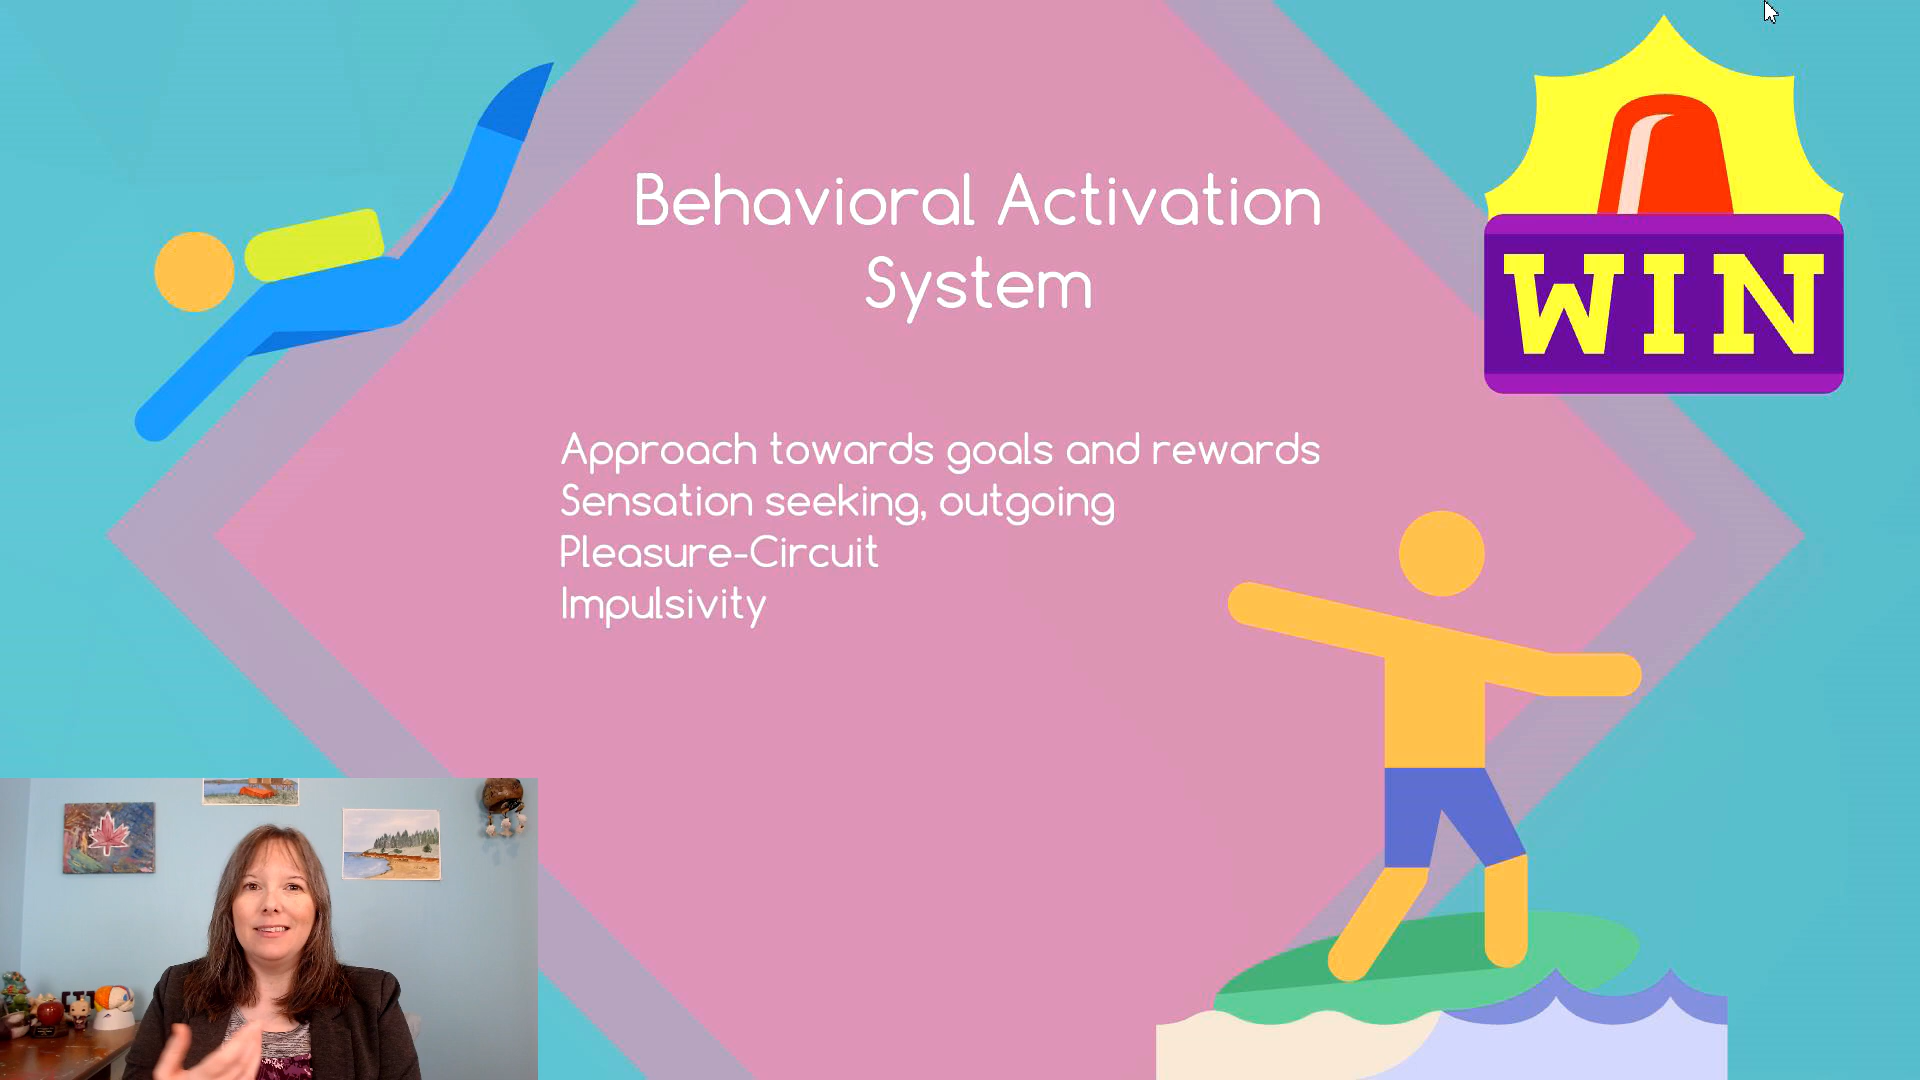 Behavioral Activation
System
WIN
Approach towards goals and rewards
Sensation seeking, outgoing
Pleasure-Circuit
Impulsivity